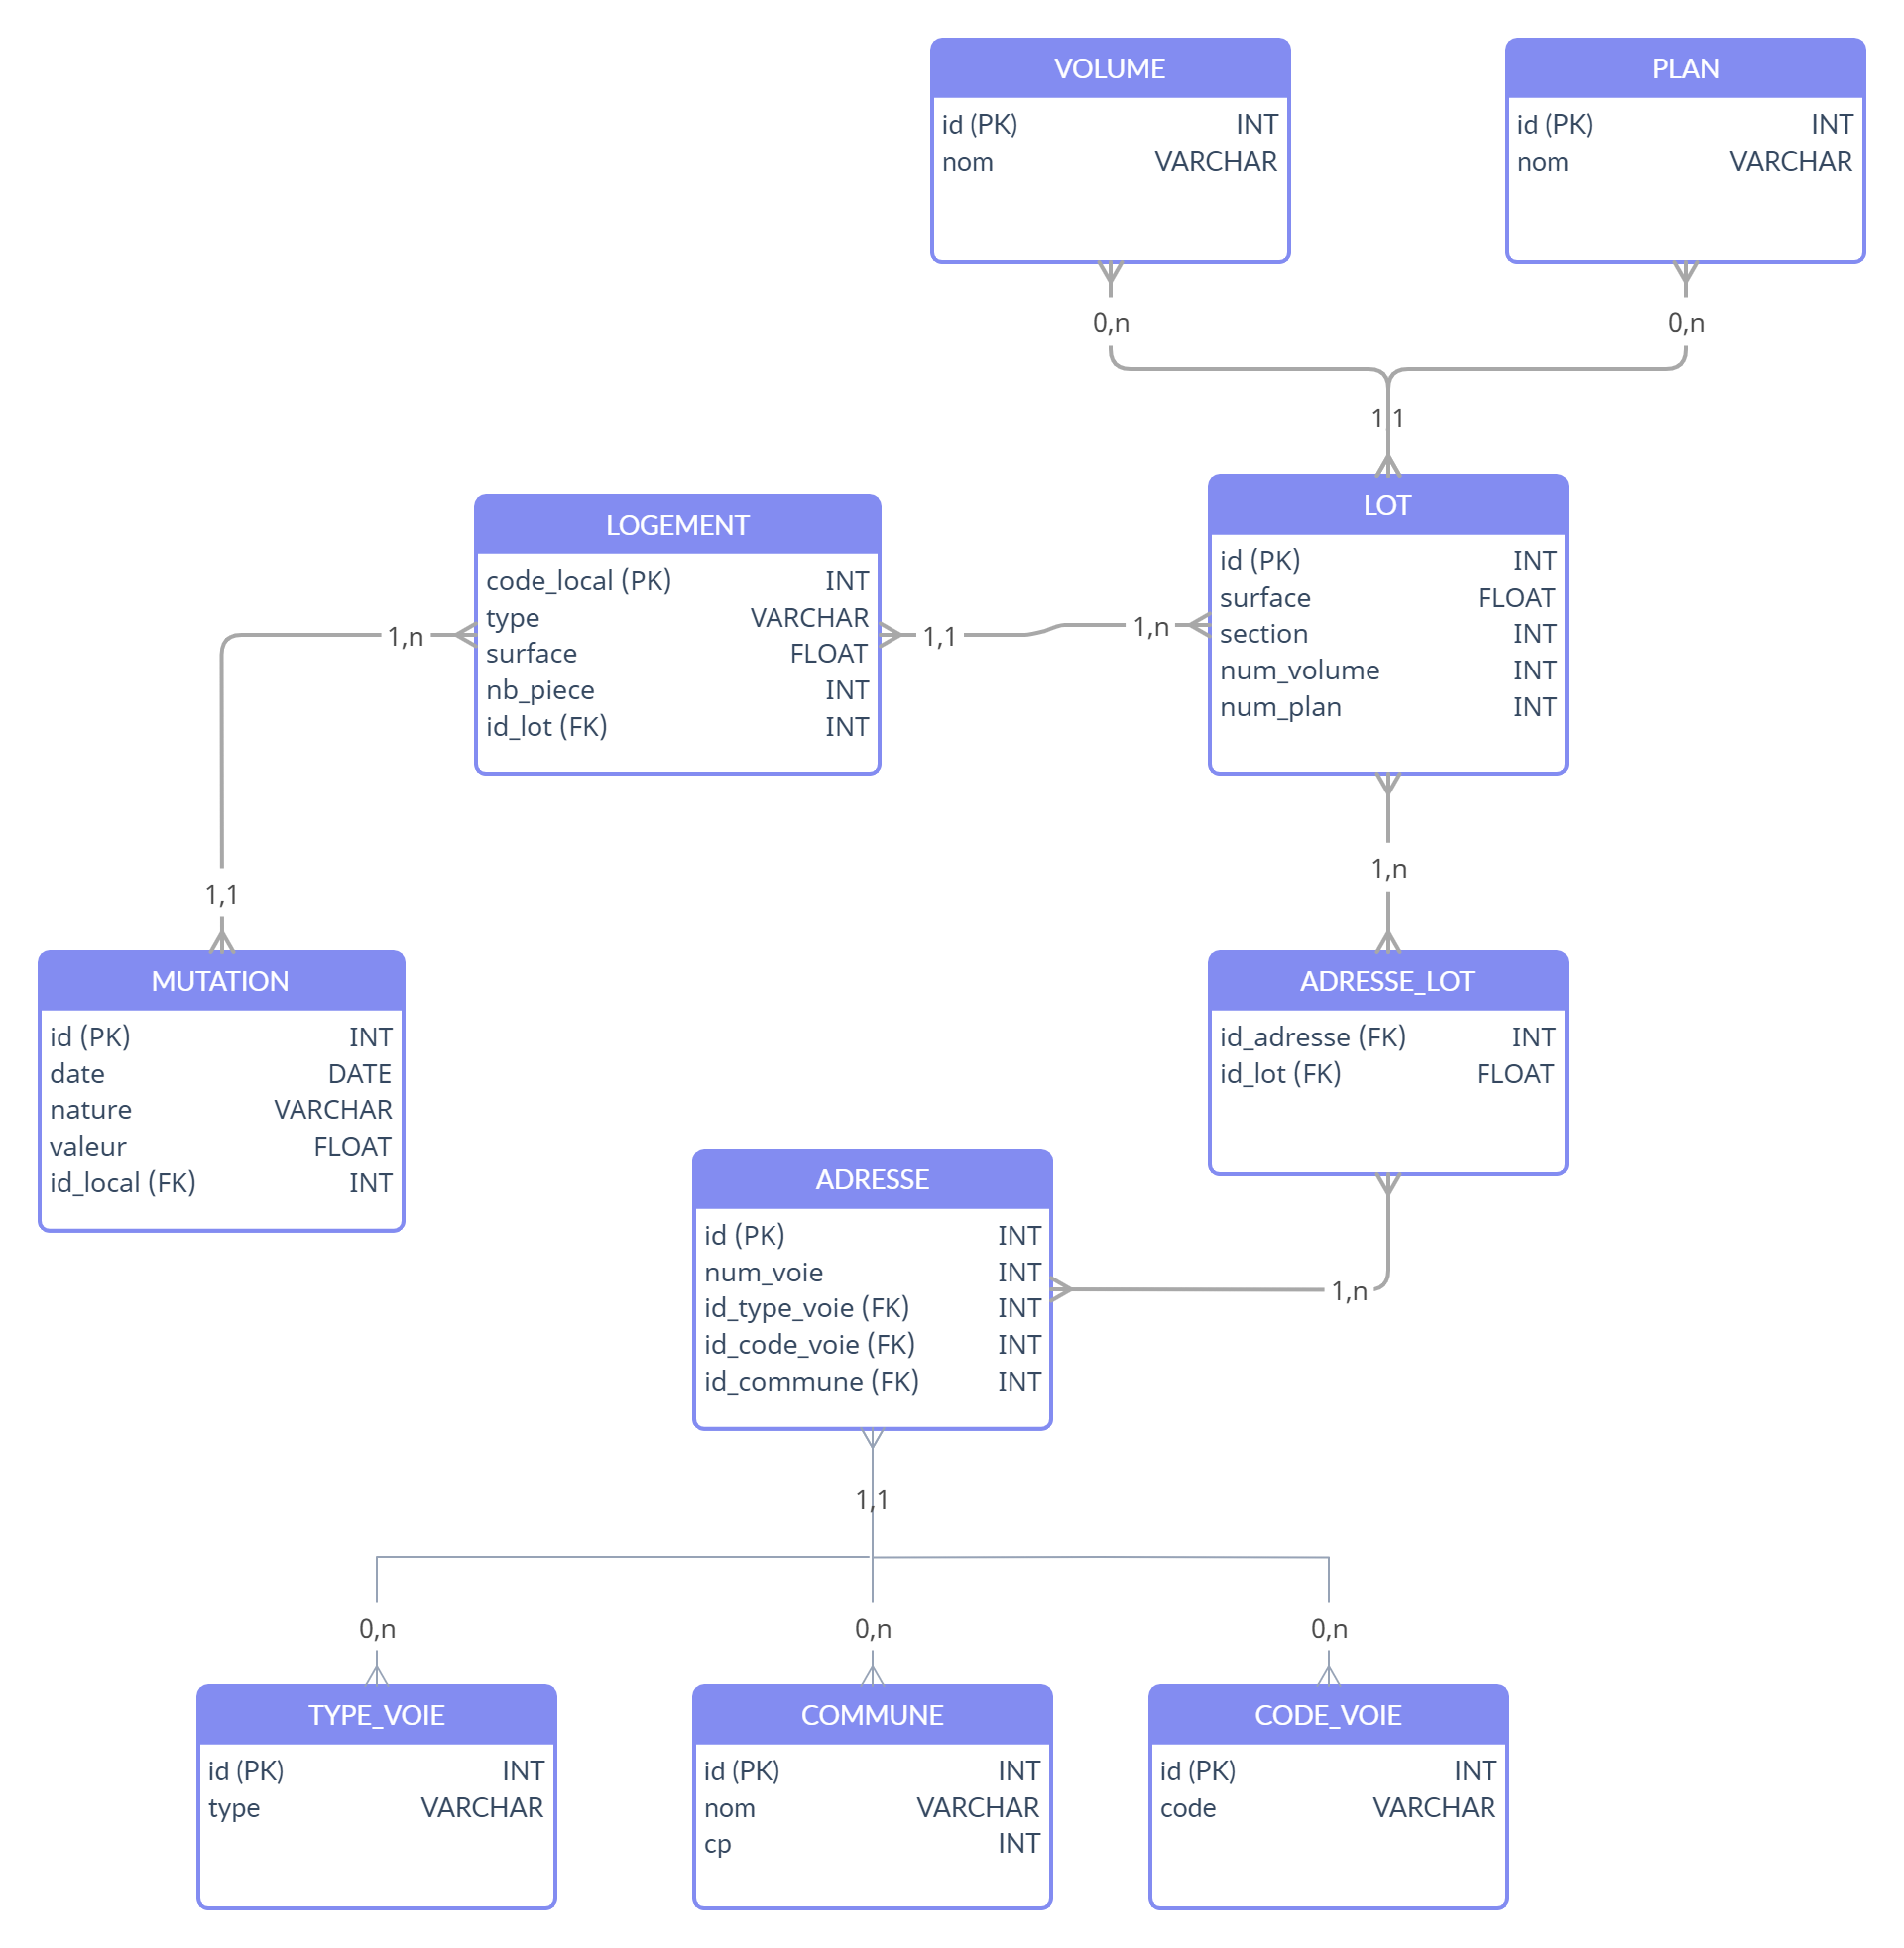 VOLUME
id (PK) INT
nom VARCHAR
PLAN
id (PK) INT
nom VARCHAR
0,n
0,n
1 1
LOGEMENT
code_local (PK) INT
type VARCHAR
surface FLOAT
nb_piece INT
id_lot (FK) INT
1,n
1,1
1,n
LOT
id (PK) INT
surface FLOAT
section INT
num_volume INT
num_plan INT
1,1
1,n
MUTATION
id (PK) INT
date DATE
nature VARCHAR
valeur FLOAT
id_local (FK) INT
ADRESSE_LOT
id_adresse (FK) INT
id_lot (FK) FLOAT
ADRESSE
id (PK) INT
num_voie INT
id_type_voie (FK) INT
id_code_voie (FK) INT
id_commune (FK) INT
1,n
1,1
0,n
0,n
0,n
TYPE_VOIE
id (PK) INT
type VARCHAR
COMMUNE
id (PK) INT
nom VARCHAR
cp INT
CODE_VOIE
id (PK) INT
code VARCHAR